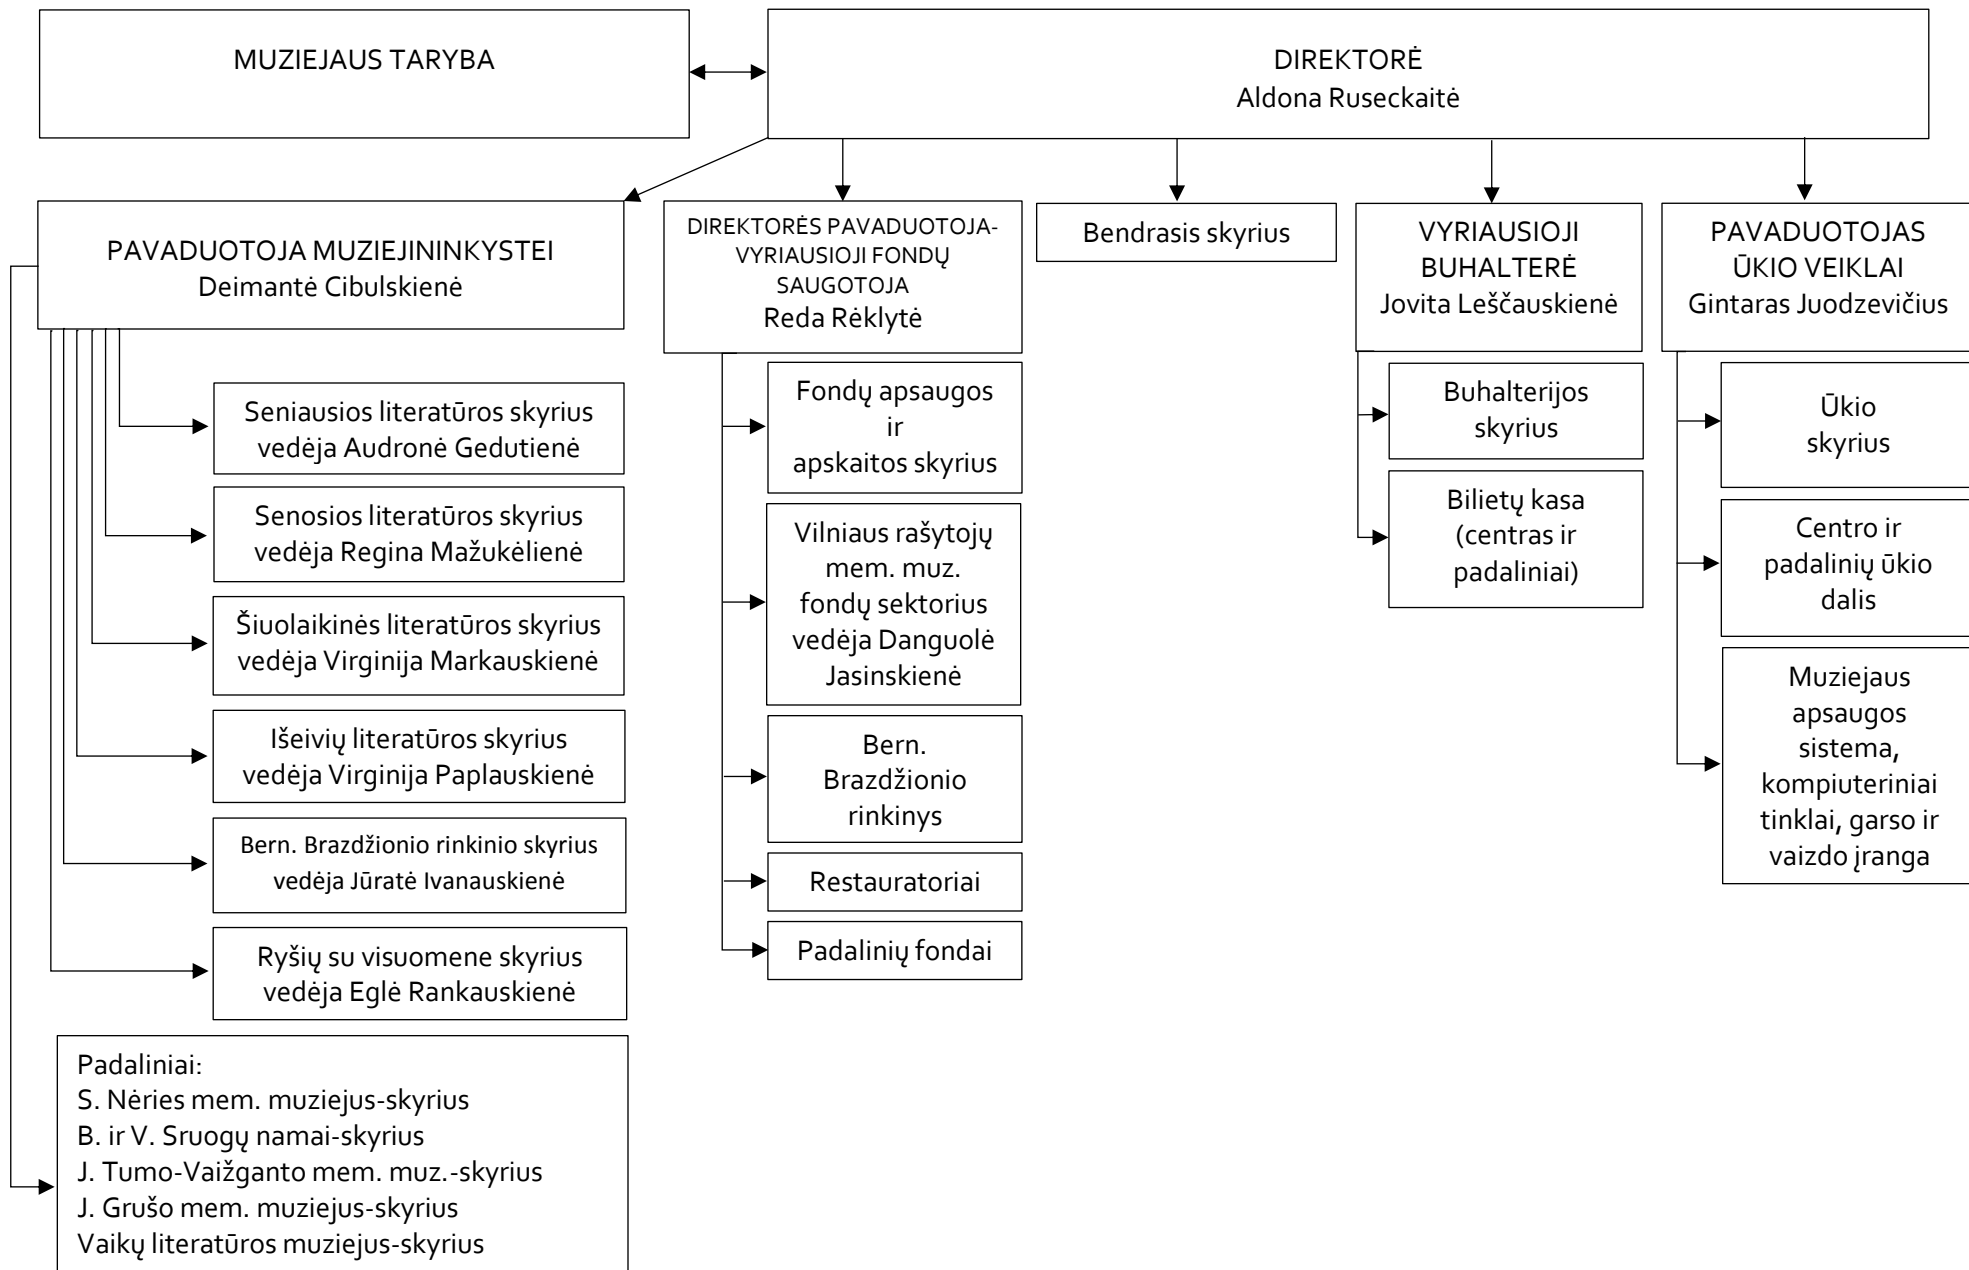 MUZIEJAUS TARYBA
DIREKTORĖ
Aldona Ruseckaitė
PAVADUOTOJA MUZIEJININKYSTEI
Deimantė Cibulskienė
DIREKTORĖS PAVADUOTOJA-
VYRIAUSIOJI FONDŲ
SAUGOTOJA
Reda Rėklytė
Bendrasis skyrius
VYRIAUSIOJI
BUHALTERĖ
Jovita Leščauskienė
PAVADUOTOJAS
ŪKIO VEIKLAI
Gintaras Juodzevičius
Seniausios literatūros skyrius
vedėja Audronė Gedutienė
Senosios literatūros skyrius
vedėja Regina Mažukėlienė
Šiuolaikinės literatūros skyrius
vedėja Virginija Markauskienė
Išeivių literatūros skyrius
vedėja Virginija Paplauskienė
Bern. Brazdžionio rinkinio skyrius
vedėja Jūratė Ivanauskienė
Ryšių su visuomene skyrius
vedėja Eglė Rankauskienė
Padaliniai:
S. Nėries mem. muziejus-skyrius
B. ir V. Sruogų namai-skyrius
J. Tumo-Vaižganto mem. muz.-skyrius
J. Grušo mem. muziejus-skyrius
Vaikų literatūros muziejus-skyrius
Fondų apsaugos
ir
apskaitos skyrius
Vilniaus rašytojų
mem. muz.
fondų sektorius
vedėja Danguolė
Jasinskienė
Bern.
Brazdžionio
rinkinys
Restauratoriai
Padalinių fondai
Buhalterijos
skyrius
Bilietų kasa
(centras ir
padaliniai)
Ūkio
skyrius
Centro ir
padalinių ūkio
dalis
Muziejaus
apsaugos
sistema,
kompiuteriniai
tinklai, garso ir
vaizdo įranga